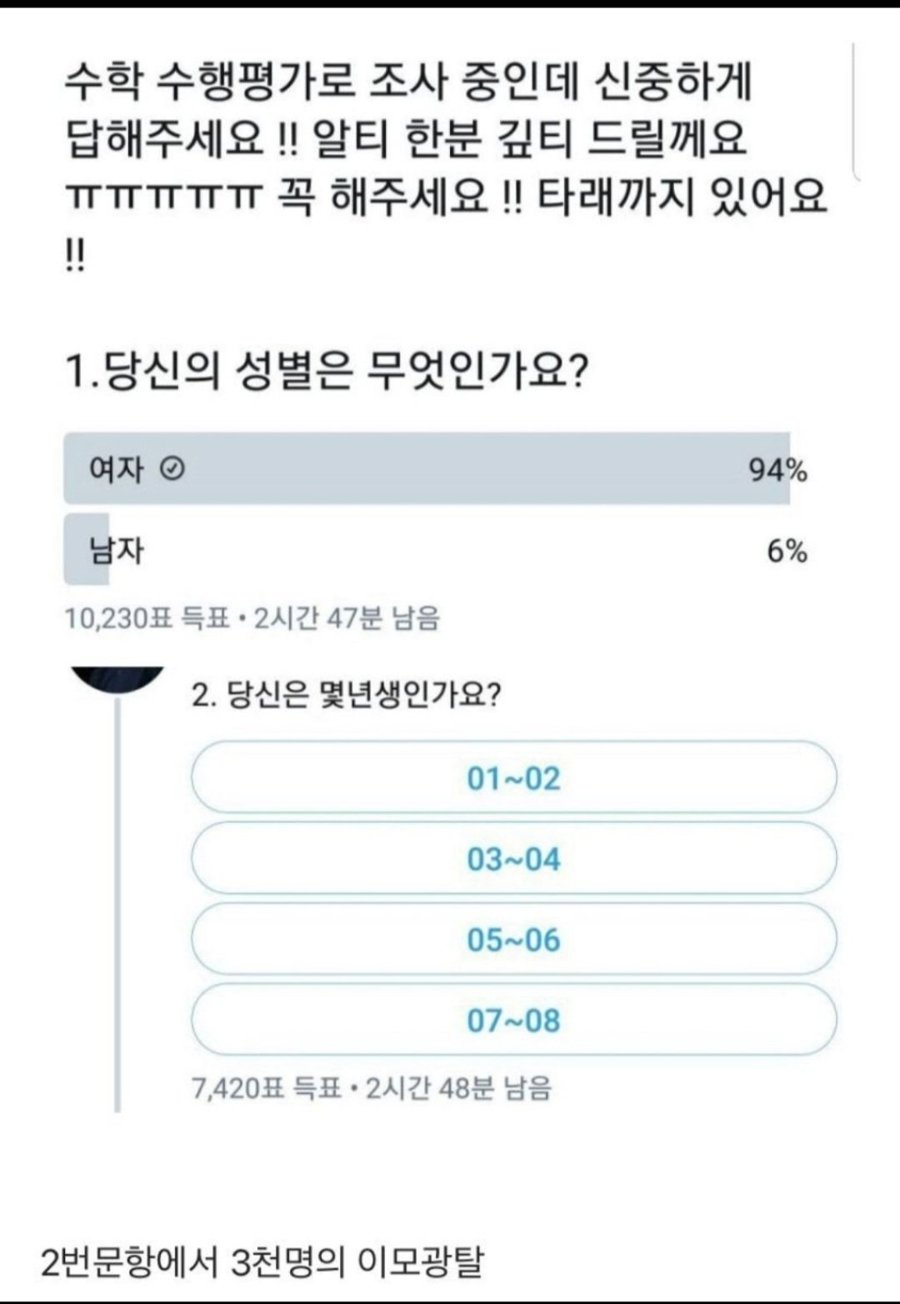 수학 수행평가로 조사 중인데 신중하게
답해주세요 !! 알티 한분 깊티 드릴께요
ㅠㅠㅠㅠㅠ 꼭 해주세요 !! 타래까지 있어요
!!
1.당신의 성별은 무엇인가요?
여자 94%
남자 6%
10,230표 득표 • 2시간 47분 남음
2. 당신은 몇년생인가요?
01~02
03~04
05~06
07~08
7,420표 득표 • 2시간 48분 남음
2번문항에서 3천명의 이모광탈